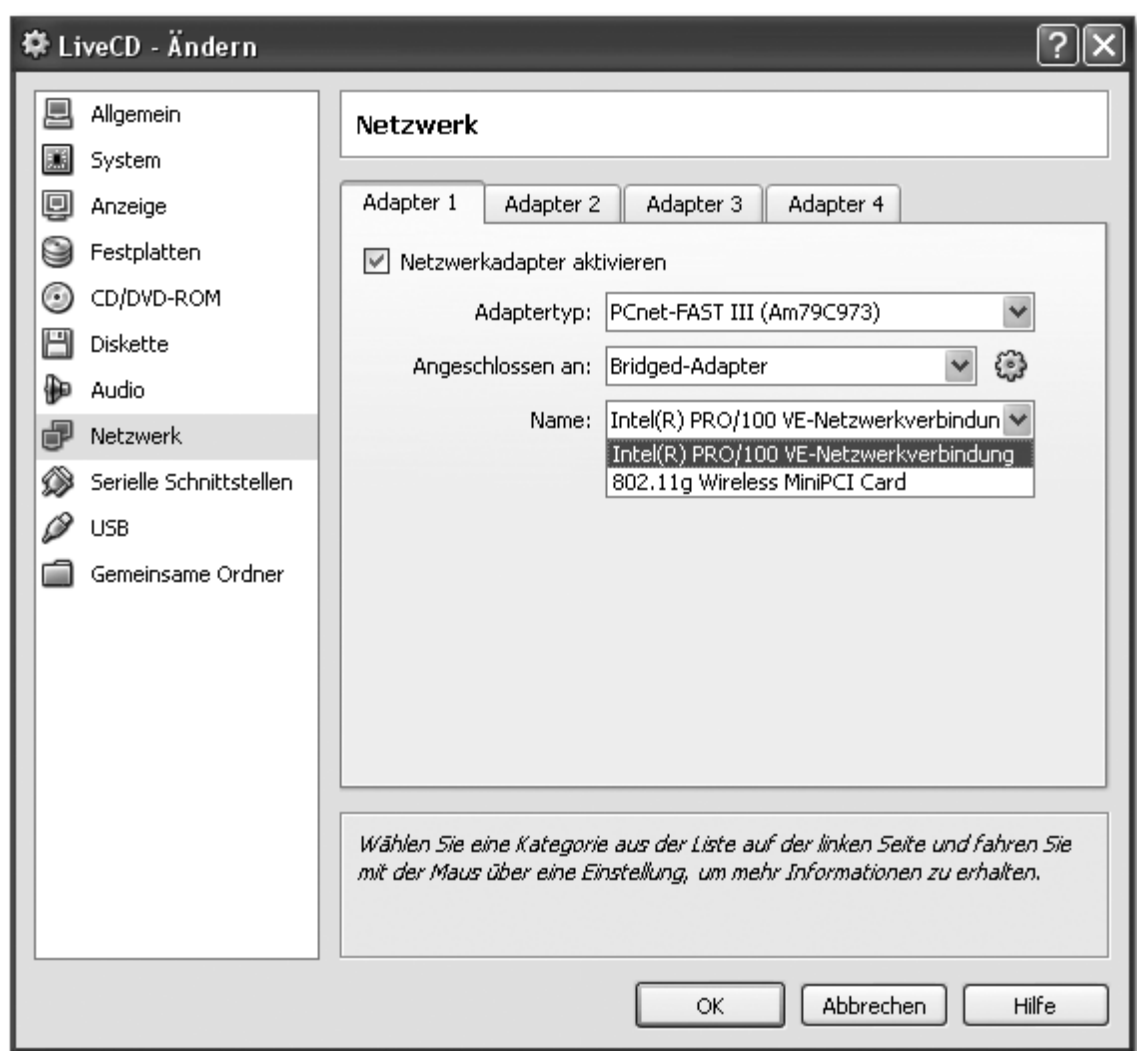 LiveCD - Ändern
Allgemein
System
Anzeige
Festplatten
CD/DVD-ROM
Diskette
Audio
Netzwerk
Serielle Schnittstellen
USB
Gemeinsame Ordner
Netzwerk
Adapter 1 Adapter 2 Adapter 3 Adapter 4
Netzwerkadapter aktivieren
Adaptertyp: PCnet-FAST III (Am79C973)
Angeschlossen an: Bridged-Adapter
Name: Intel(R) PRO/100 VE-Netzwerkverbindun
Intel(R) PRO/100 VE-Netzwerkverbindung
802.11g Wireless MiniPCI Card
Wählen Sie eine Kategorie aus der Liste auf der linken Seite und fahren Sie
mit der Maus über eine Einstellung, um mehr Informationen zu erhalten.
OK Abbrechen Hilfe